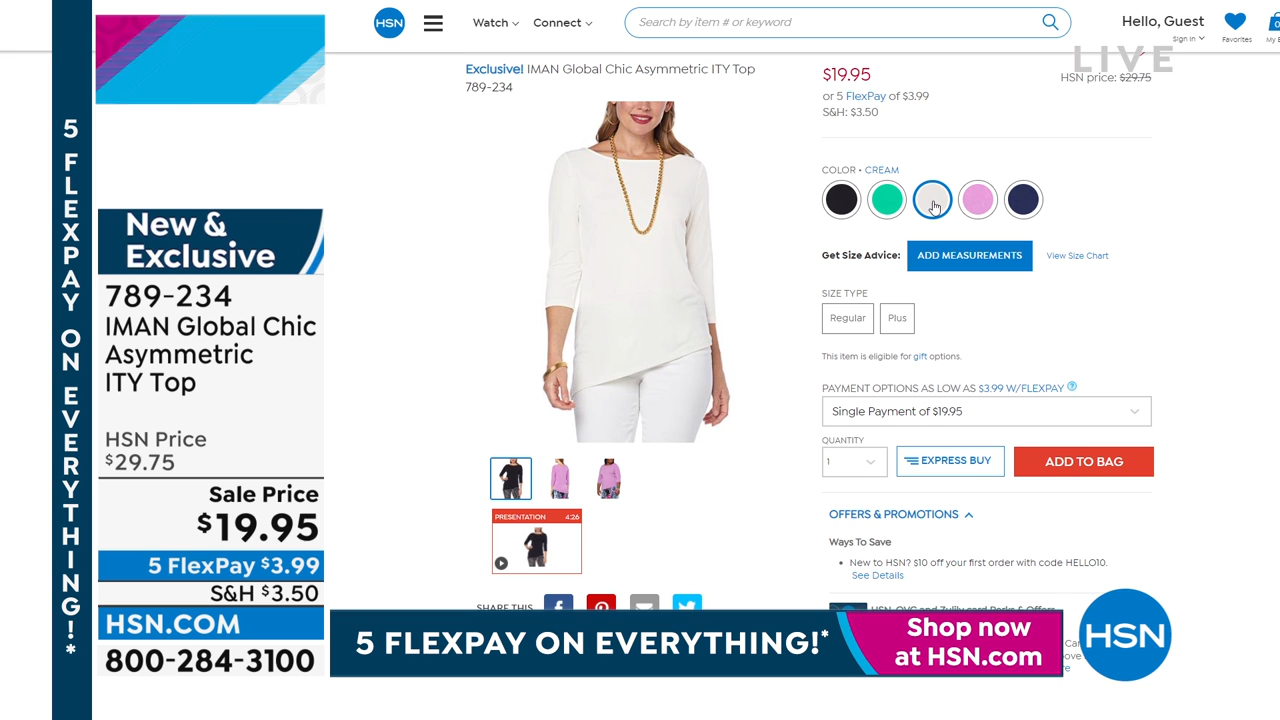 5 FLEXPAY ON EVERYTHING!*
New &
Exclusive
789-234
IMAN Global Chic
Asymmetric
ITY Top
HSN Price
$29.75
Sale Price
$19.95
5 FlexPay $3.99
S&H $3.50
HSN.COM
800-284-3100
HSN
Watch
Connect
Search by item # or keyword
Hello, Guest
Sign In
Favorites
LIVE
Exclusive! IMAN Global Chic Asymmetric ITY Top
789-234
PRESENTATION 4:26
SHARE THIS
$19.95
HSN price: $29.75
or 5 FlexPay of $3.99
S&H: $3.50
COLOR • CREAM
Get Size Advice: ADD MEASUREMENTS View Size Chart
SIZE TYPE
Regular Plus
This item is eligible for gift options.
PAYMENT OPTIONS AS LOW AS $3.99 W/FLEXPAY ?
Single Payment of $19.95
QUANTITY
1 EXPRESS BUY ADD TO BAG
OFFERS & PROMOTIONS
Ways To Save
• New to HSN? $10 off your first order with code HELLO10.
See Details
HSN, QVC and Zulily card Perks & Offers
5 FLEXPAY ON EVERYTHING!*
Shop now
at HSN.com
HSN